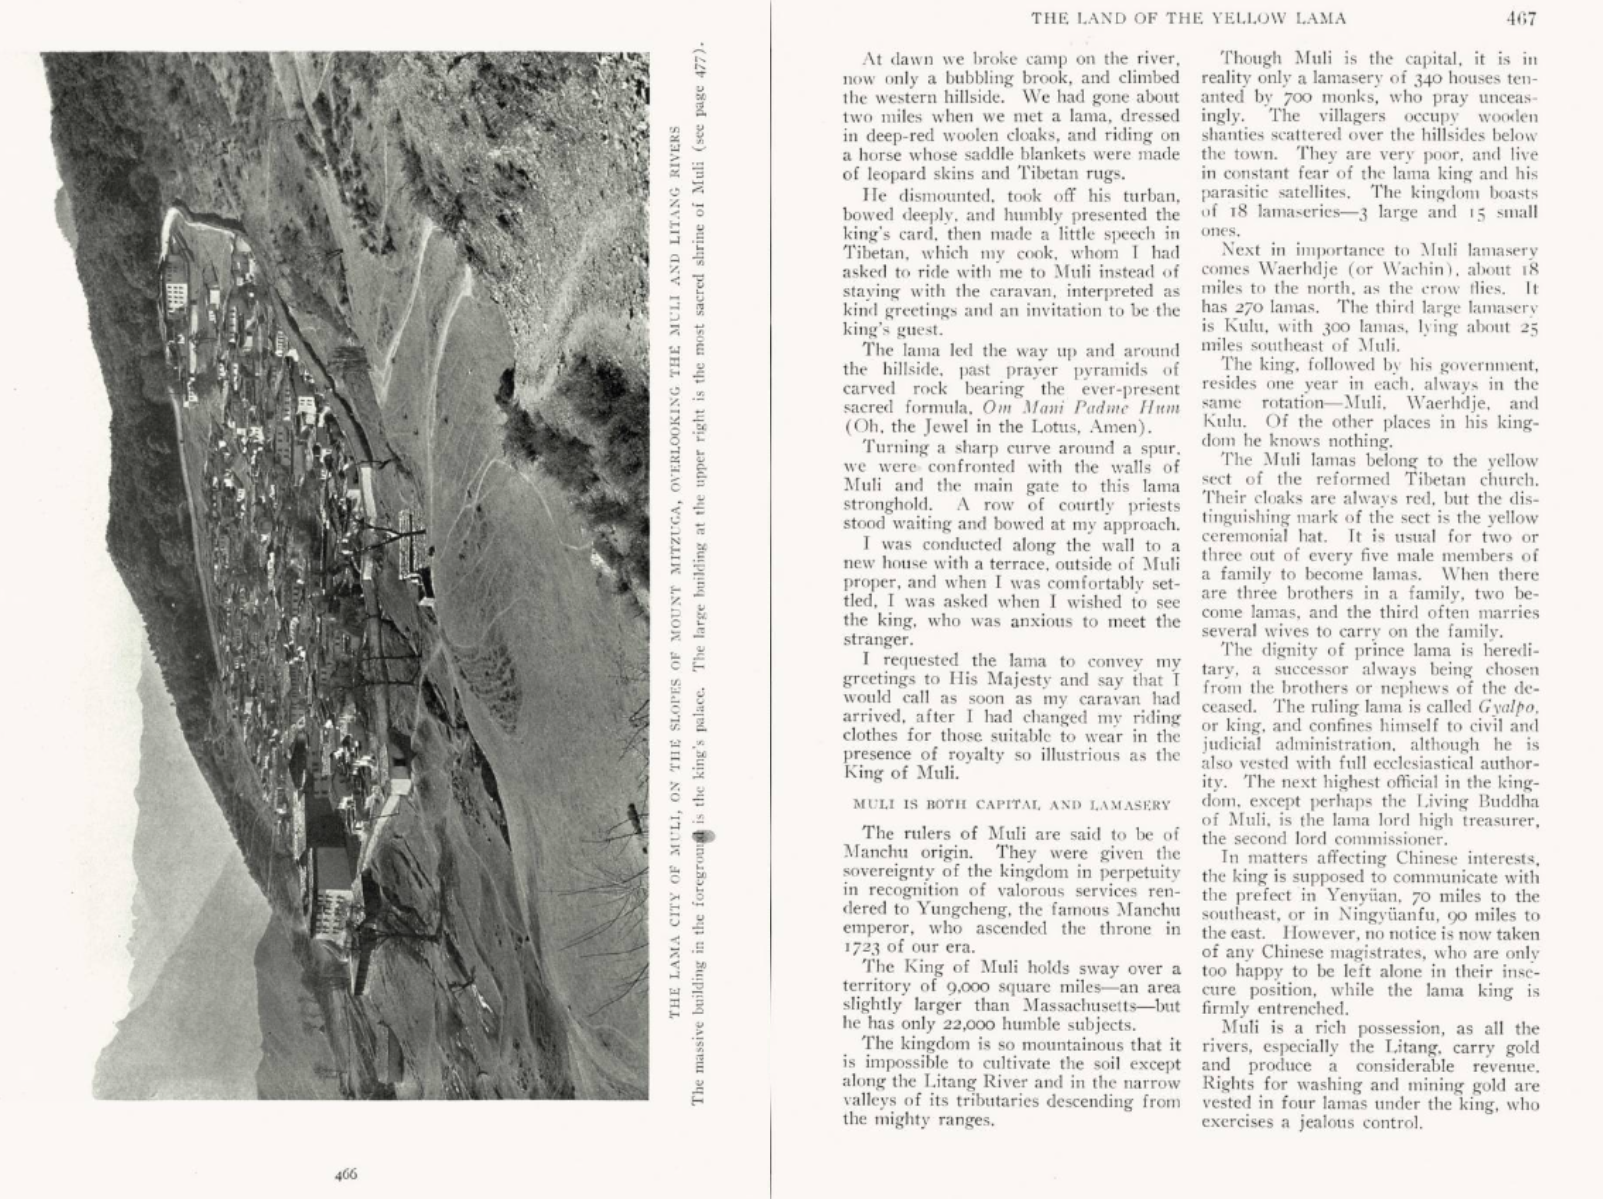 THE LAMA CITY OF MULI, ON THE SLOPES OF MOUNT MITZUGA, OVERLOOKING THE MULI AND LITANG RIVERS
The massive building in the foreground is the king's palace. The large building at the upper right is the most sacred shrine of Muli (see page 477).
466
THE LAND OF THE YELLOW LAMA
467
At dawn we broke camp on the river,
now only a bubbling brook, and climbed
the western hillside. We had gone about
two miles when we met a lama, dressed
in deep-red woolen cloaks, and riding on
a horse whose saddle blankets were made
of leopard skins and Tibetan rugs.
He dismounted, took off his turban,
bowed deeply, and humbly presented the
king's card, then made a little speech in
Tibetan, which my cook, whom I had
asked to ride with me to Muli instead of
staying with the caravan, interpreted as
kind greetings and an invitation to be the
king's guest.
The lama led the way up and around
the hillside, past prayer pyramids of
carved rock bearing the ever-present
sacred formula, Om Mani Padme Hum
(Oh, the Jewel in the Lotus, Amen).
Turning a sharp curve around a spur,
we were confronted with the walls of
Muli and the main gate to this lama
stronghold. A row of courtly priests
stood waiting and bowed at my approach.
I was conducted along the wall to a
new house with a terrace, outside of Muli
proper, and when I was comfortably set-
tled, I was asked when I wished to see
the king, who was anxious to meet the
stranger.
I requested the lama to convey my
greetings to His Majesty and say that I
would call as soon as my caravan had
arrived, after I had changed my riding
clothes for those suitable to wear in the
presence of royalty so illustrious as the
King of Muli.
MULI IS BOTH CAPITAL AND LAMASERY
The rulers of Muli are said to be of
Manchu origin. They were given the
sovereignty of the kingdom in perpetuity
in recognition of valorous services ren-
dered to Yungcheng, the famous Manchu
emperor, who ascended the throne in
1723 of our era.
The King of Muli holds sway over a
territory of 9,000 square miles—an area
slightly larger than Massachusetts—but
he has only 22,000 humble subjects.
The kingdom is so mountainous that it
is impossible to cultivate the soil except
along the Litang River and in the narrow
valleys of its tributaries descending from
the mighty ranges.
Though Muli is the capital, it is in
reality only a lamasery of 340 houses ten-
anted by 700 monks, who pray unceas-
ingly. The villagers occupy wooden
shanties scattered over the hillsides below
the town. They are very poor, and live
in constant fear of the lama king and his
parasitic satellites. The kingdom boasts
of 18 lamaseries—3 large and 15 small
ones.
Next in importance to Muli lamasery
comes Waerhdje (or Wachin), about 18
miles to the north, as the crow flies. It
has 270 lamas. The third large lamasery
is Kulu, with 300 lamas, lying about 25
miles southeast of Muli.
The king, followed by his government,
resides one year in each, always in the
same rotation—Muli, Waerhdje, and
Kulu. Of the other places in his king-
dom he knows nothing.
The Muli lamas belong to the yellow
sect of the reformed Tibetan church.
Their cloaks are always red, but the dis-
tinguishing mark of the sect is the yellow
ceremonial hat. It is usual for two or
three out of every five male members of
a family to become lamas. When there
are three brothers in a family, two be-
come lamas, and the third often marries
several wives to carry on the family.
The dignity of prince lama is heredi-
tary, a successor always being chosen
from the brothers or nephews of the de-
ceased. The ruling lama is called Gyalpo,
or king, and confines himself to civil and
judicial administration, although he is
also vested with full ecclesiastical author-
ity. The next highest official in the king-
dom, except perhaps the Living Buddha
of Muli, is the lama lord high treasurer,
the second lord commissioner.
In matters affecting Chinese interests,
the king is supposed to communicate with
the prefect in Yenyüan, 70 miles to the
southeast, or in Ningyüanfu, 90 miles to
the east. However, no notice is now taken
of any Chinese magistrates, who are only
too happy to be left alone in their inse-
cure position, while the lama king is
firmly entrenched.
Muli is a rich possession, as all the
rivers, especially the Litang, carry gold
and produce a considerable revenue.
Rights for washing and mining gold are
vested in four lamas under the king, who
exercises a jealous control.